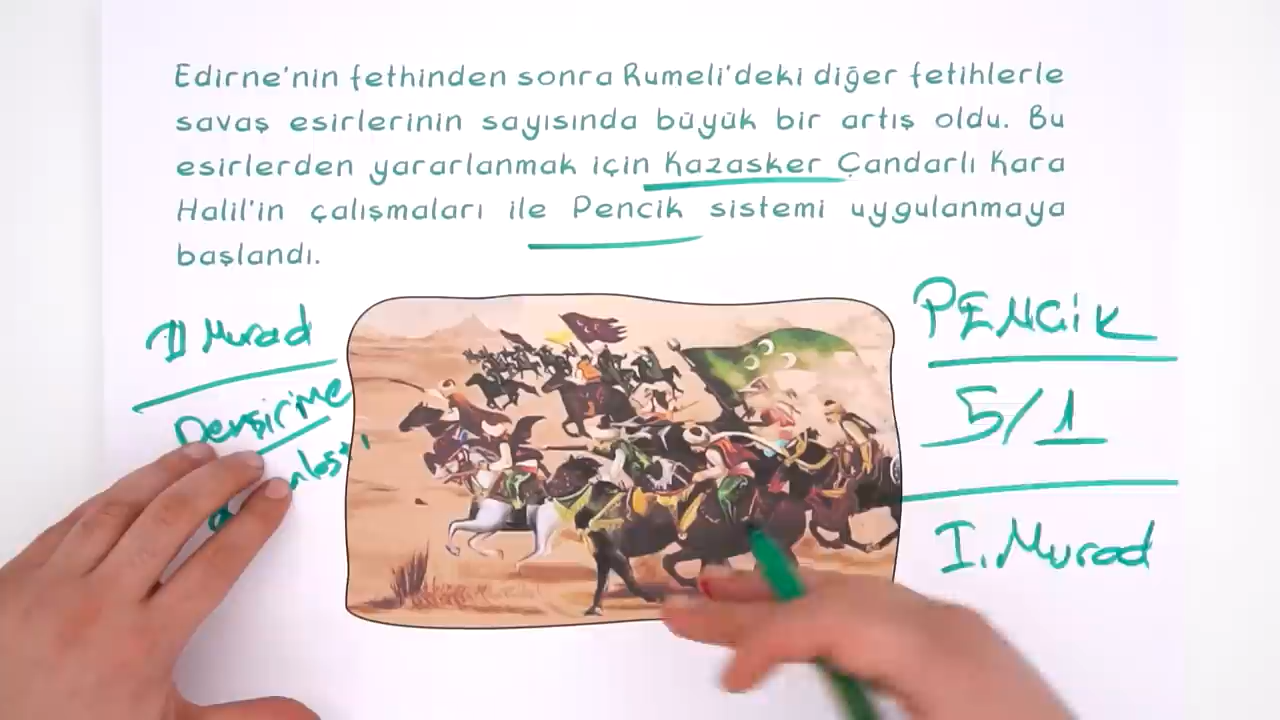 Edirne'nin fethinden sonra Rumeli'deki diğer fetihlerle
savaş esirlerinin sayısında büyük bir artış oldu. Bu
esirlerden yararlanmak için Kazasker Çandarlı Kara
Halil'in çalışmaları ile Pencik sistemi uygulanmaya
başlandı.
II Murad
Devşirme
PENCİK
5/1
I. Murad